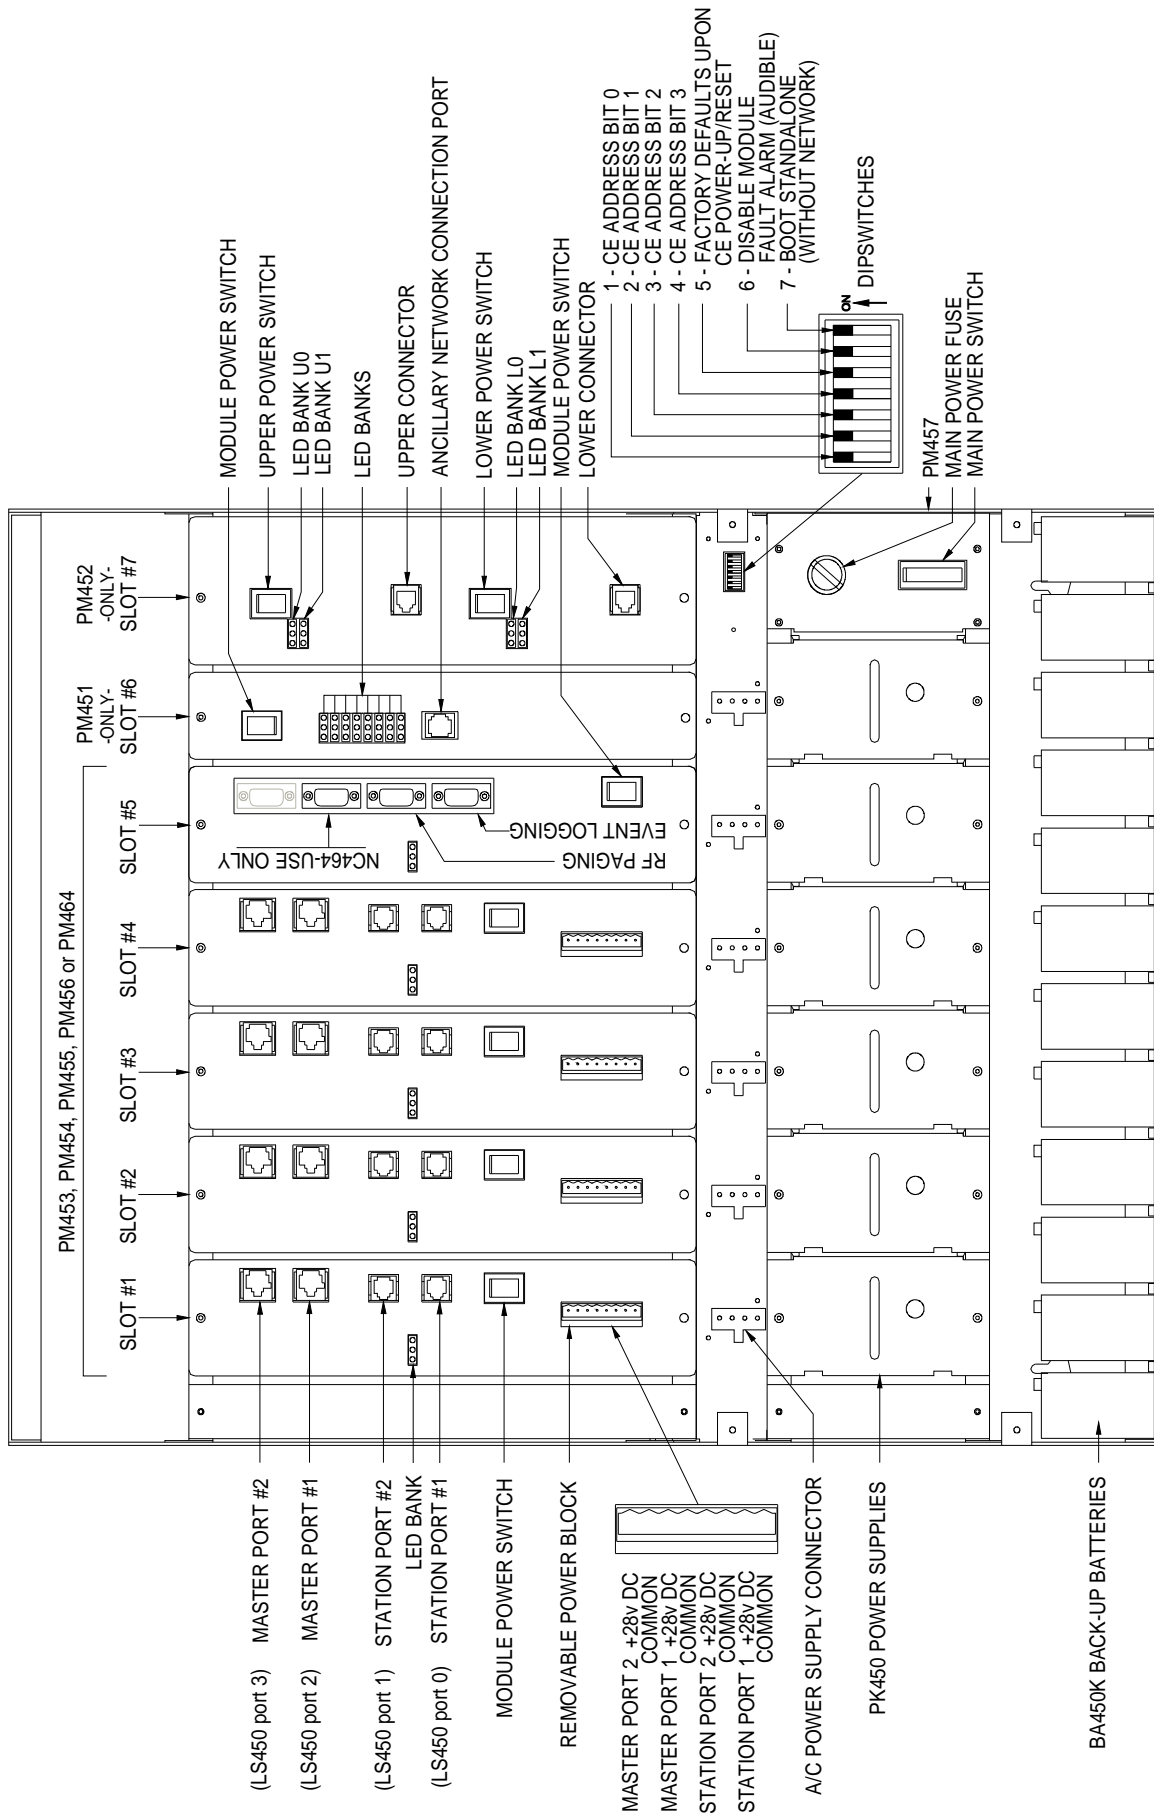 PM453, PM454, PM455, PM456 or PM464
SLOT #1
SLOT #2
SLOT #3
SLOT #4
SLOT #5
PM451
-ONLY-
SLOT #6
PM452
-ONLY-
SLOT #7
(LS450 port 3) MASTER PORT #2
(LS450 port 2) MASTER PORT #1
(LS450 port 1) STATION PORT #2
LED BANK
(LS450 port 0) STATION PORT #1
MODULE POWER SWITCH
REMOVABLE POWER BLOCK
MASTER PORT 2 +28v DC
COMMON
MASTER PORT 1 +28v DC
COMMON
STATION PORT 2 +28v DC
COMMON
STATION PORT 1 +28v DC
COMMON
A/C POWER SUPPLY CONNECTOR
PK450 POWER SUPPLIES
BA450K BACK-UP BATTERIES
NC464-USE ONLY
RF PAGING
EVENT LOGGING
MODULE POWER SWITCH
UPPER POWER SWITCH
LED BANK U0
LED BANK U1
LED BANKS
UPPER CONNECTOR
ANCILLARY NETWORK CONNECTION PORT
LOWER POWER SWITCH
LED BANK L0
LED BANK L1
MODULE POWER SWITCH
LOWER CONNECTOR
1 - CE ADDRESS BIT 0
2 - CE ADDRESS BIT 1
3 - CE ADDRESS BIT 2
4 - CE ADDRESS BIT 3
5 - FACTORY DEFAULTS UPON
CE POWER-UP/RESET
6 - DISABLE MODULE
FAULT ALARM (AUDIBLE)
7 - BOOT STANDALONE
(WITHOUT NETWORK)
ON
DIPSWITCHES
PM457
MAIN POWER FUSE
MAIN POWER SWITCH